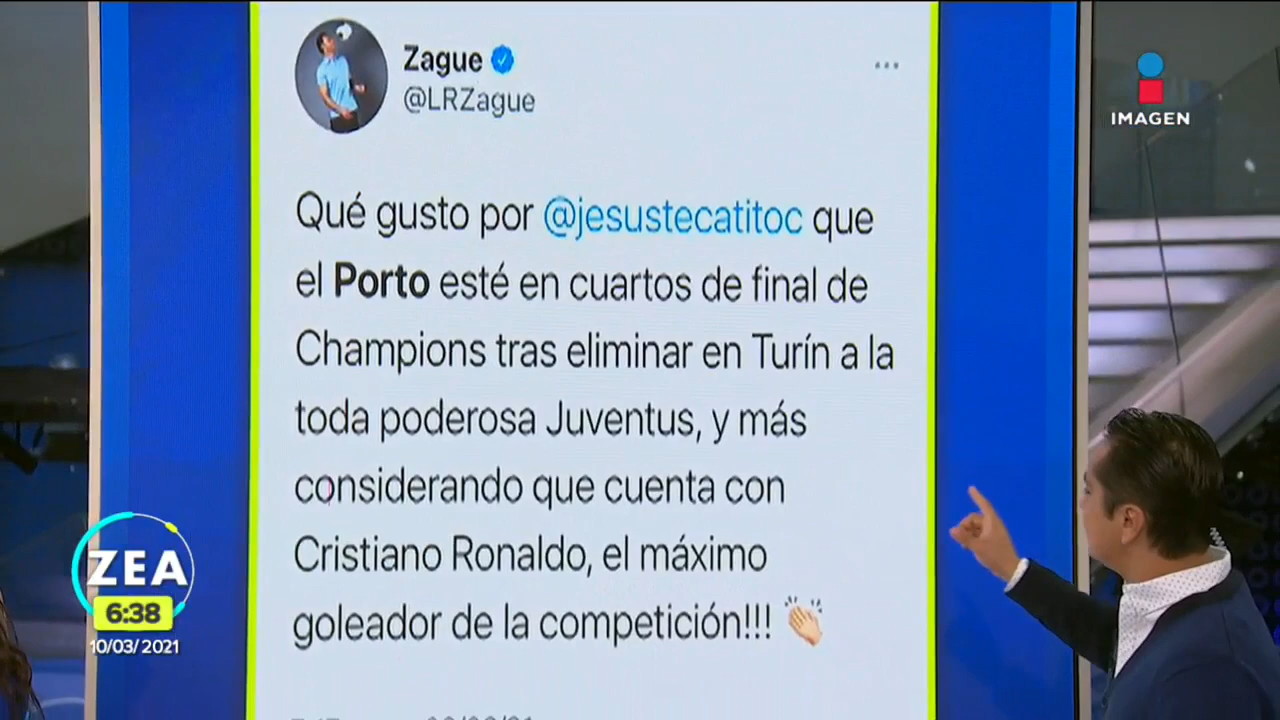 Zague
@LRZague
IMAGEN
Qué gusto por @jesustecatitoc que
el Porto esté en cuartos de final de
Champions tras eliminar en Turín a la
toda poderosa Juventus, y más
considerando que cuenta con
Cristiano Ronaldo, el máximo
goleador de la competición!!!
ZEA
6:38
10/03/2021